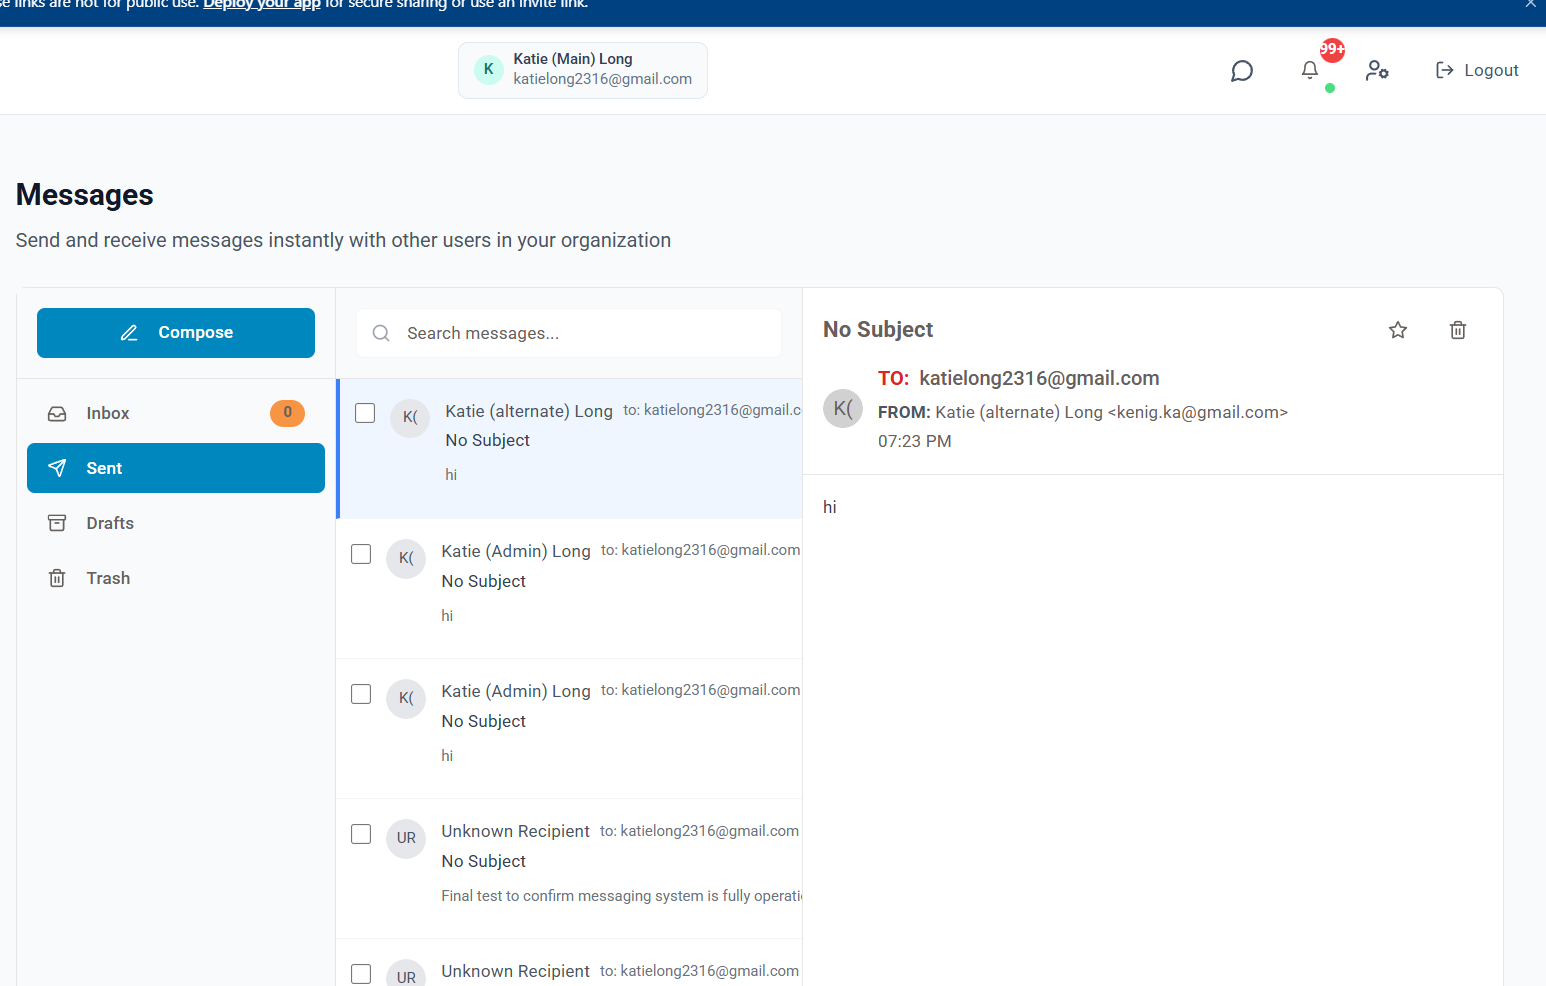 se links are not for public use. Deploy your app for secure sharing or use an invite link.
K
Katie (Main) Long
katielong2316@gmail.com
99+
Logout
Messages
Send and receive messages instantly with other users in your organization
Compose
Inbox
0
Sent
Drafts
Trash
Search messages...
K(
Katie (alternate) Long to: katielong2316@gmail.c
No Subject
hi
K(
Katie (Admin) Long to: katielong2316@gmail.com
No Subject
hi
K(
Katie (Admin) Long to: katielong2316@gmail.com
No Subject
hi
UR
Unknown Recipient to: katielong2316@gmail.com
No Subject
Final test to confirm messaging system is fully operati
UR
Unknown Recipient to: katielong2316@gmail.com
No Subject
K(
TO: katielong2316@gmail.com
FROM: Katie (alternate) Long <kenig.ka@gmail.com>
07:23 PM
hi